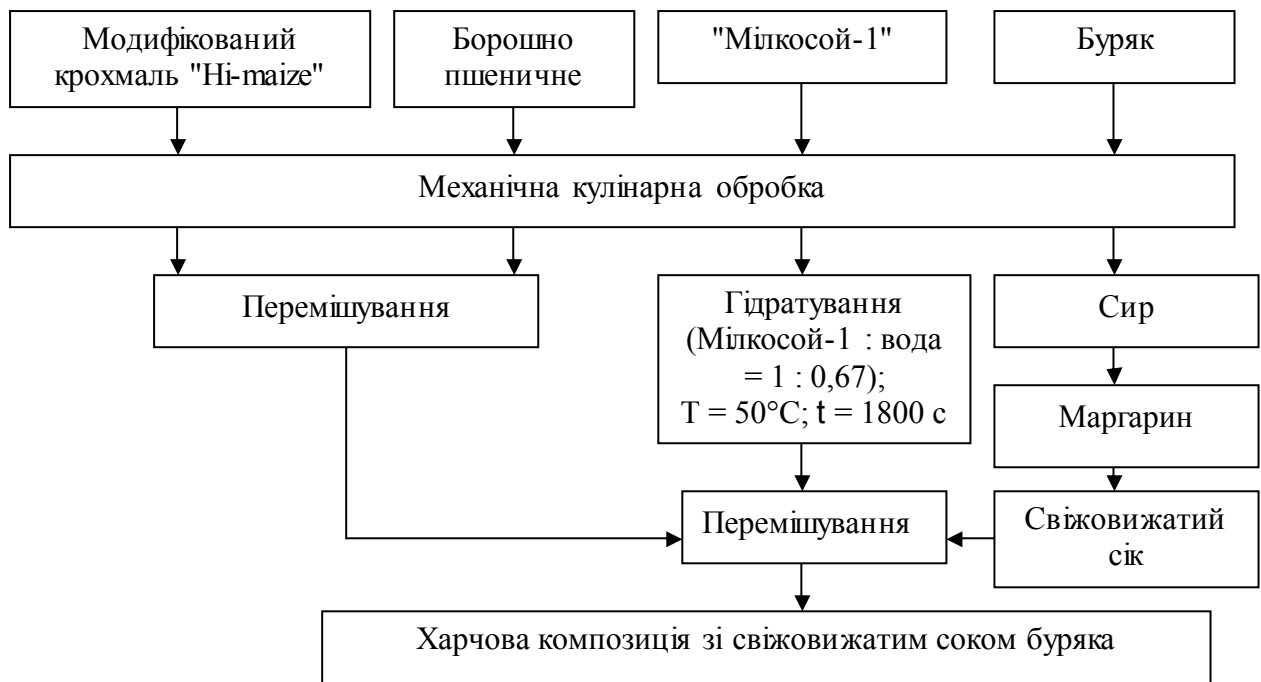 Модифікований
крохмаль "Hi-maize"
Борошно
пшеничне
"Мілкосой-1"
Буряк
Механічна кулінарна обробка
Перемішування
Гідратування
(Мілкосой-1 : вода
= 1 : 0,67);
T = 50°C; t = 1800 с
Сир
Маргарин
Перемішування
Свіжовижатий
сік
Харчова композиція зі свіжовижатим соком буряка